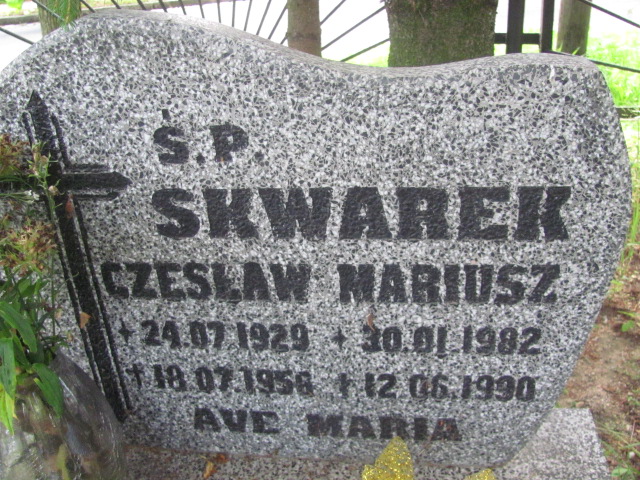 Ś.P.
SKWAREK
CZESŁAW MARIUSZ
* 24.07.1929 * 30.01.1982
† 18.07.1956 † 12.06.1990
AVE MARIA